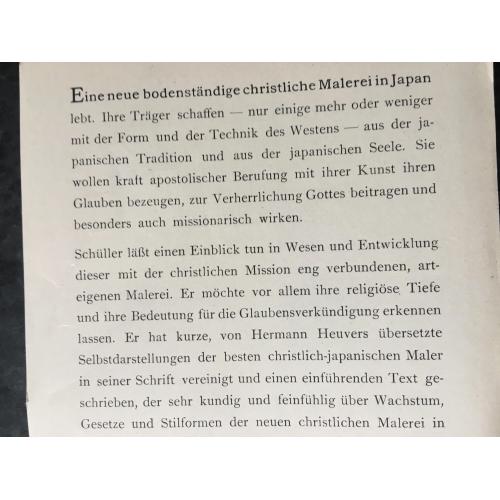 Eine neue bodenständige christliche Malerei in Japan
lebt. Ihre Träger schaffen — nur einige mehr oder weniger
mit der Form und der Technik des Westens — aus der ja-
panischen Tradition und aus der japanischen Seele. Sie
wollen kraft apostolischer Berufung mit ihrer Kunst ihren
Glauben bezeugen, zur Verherrlichung Gottes beitragen und
besonders auch missionarisch wirken.
Schüller läßt einen Einblick tun in Wesen und Entwicklung
dieser mit der christlichen Mission eng verbundenen, art-
eigenen Malerei. Er möchte vor allem ihre religiöse Tiefe
und ihre Bedeutung für die Glaubensverkündigung erkennen
lassen. Er hat kurze, von Hermann Heuvers übersetzte
Selbstdarstellungen der besten christlich-japanischen Maler
in seiner Schrift vereinigt und einen einführenden Text ge-
schrieben, der sehr kundig und feinfühlig über Wachstum,
Gesetze und Stilformen der neuen christlichen Malerei in